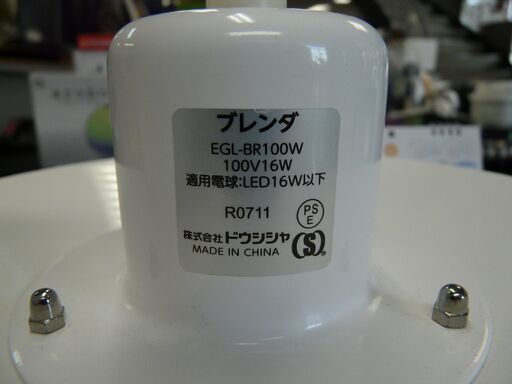 ブレンダ
EGL-BR100W
100V16W
適用電球:LED16W以下
R0711
PS
E
株式会社ドウシシャ (S)®
MADE IN CHINA